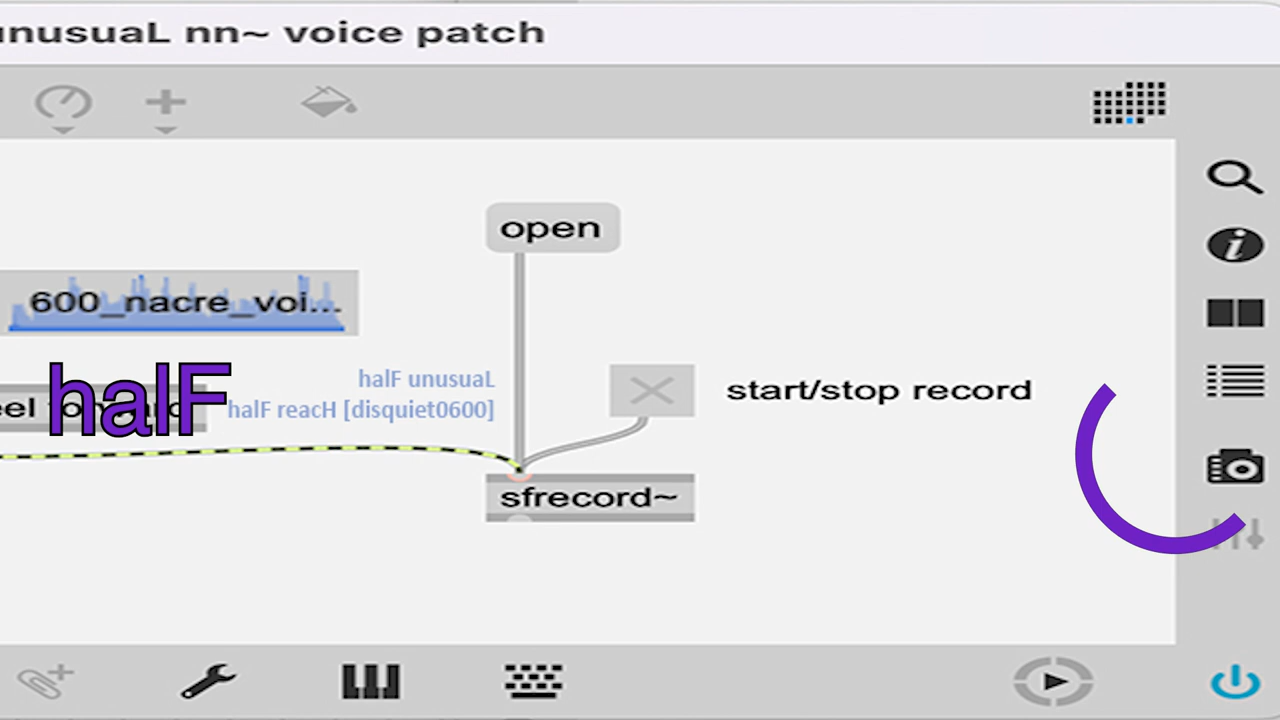 unusuaL nn~ voice patch
open
600_nacre_voi...
halF
halF unusuaL
start/stop record
halF reacH [disquiet0600]
sfrecord~